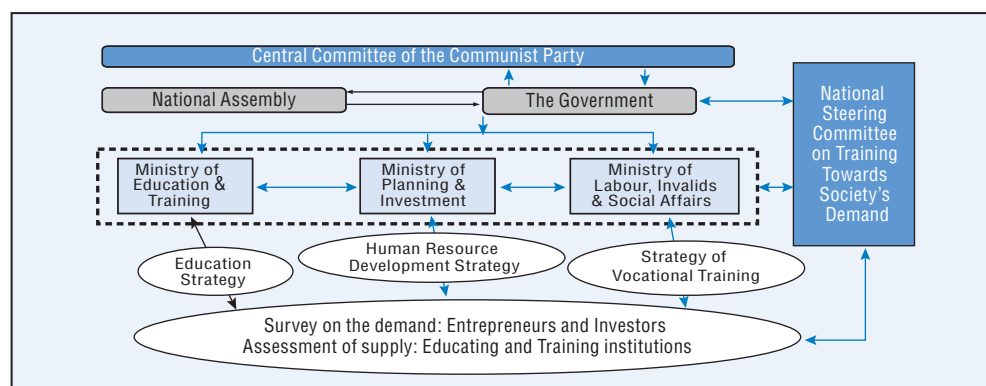 Central Committee of the Communist Party
National Assembly
The Government
National
Steering
Committee
on Training
Towards
Society's
Demand
Ministry of
Education &
Training
Ministry of
Planning &
Investment
Ministry of
Labour, Invalids
& Social Affairs
Education
Strategy
Human Resource
Development Strategy
Strategy of
Vocational Training
Survey on the demand: Entrepreneurs and Investors
Assessment of supply: Educating and Training institutions